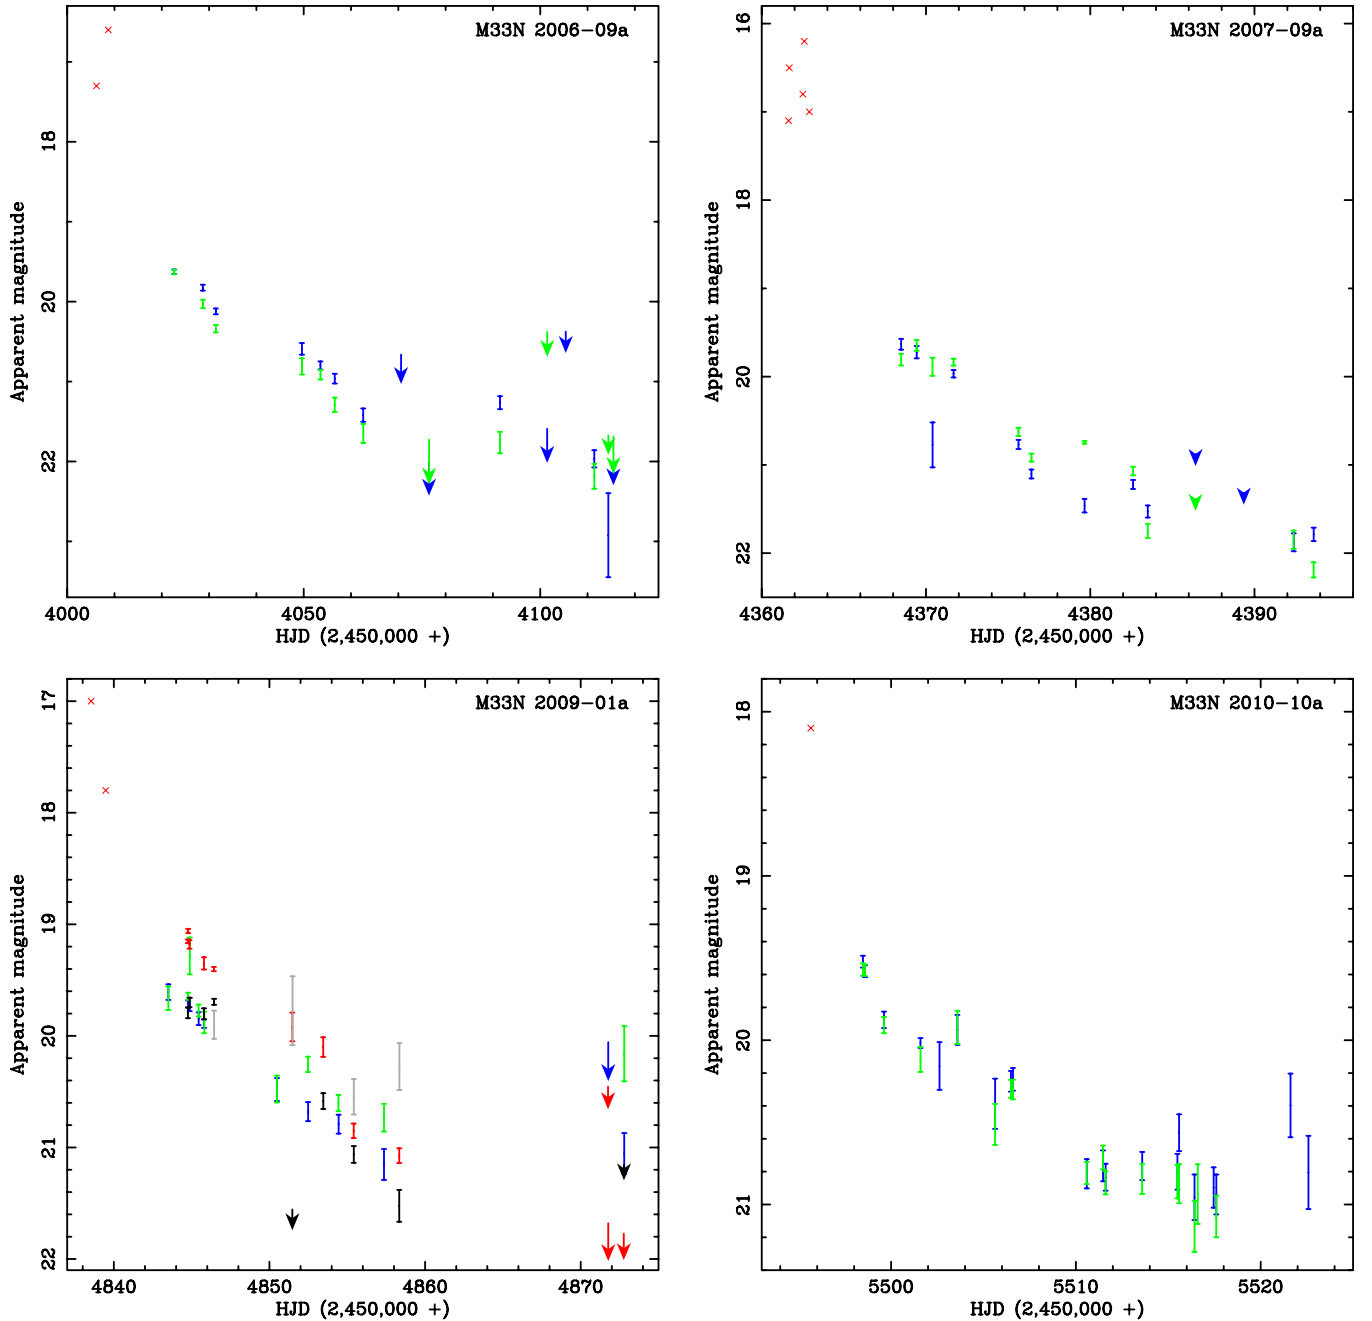 M33N 2006-09a
18
20
22
Apparent magnitude
4000 4050 4100
HJD (2,450,000 +)
M33N 2007-09a
16
18
20
22
Apparent magnitude
4360 4370 4380 4390
HJD (2,450,000 +)
M33N 2009-01a
17
18
19
20
21
22
Apparent magnitude
4840 4850 4860 4870
HJD (2,450,000 +)
M33N 2010-10a
18
19
20
21
Apparent magnitude
5500 5510 5520
HJD (2,450,000 +)